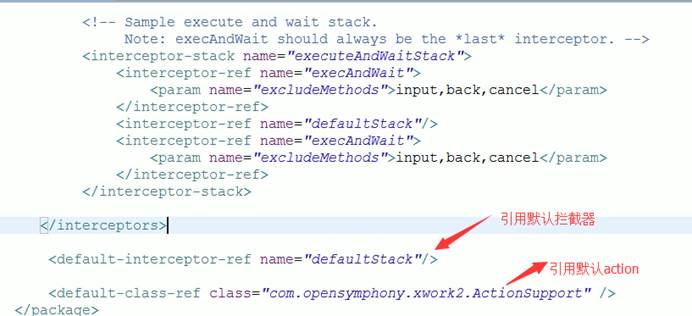 <!-- Sample execute and wait stack.
Note: execAndWait should always be the *last* interceptor. -->
<interceptor-stack name="executeAndWaitStack">
<interceptor-ref name="execAndWait">
<param name="excludeMethods">input,back,cancel</param>
</interceptor-ref>
<interceptor-ref name="defaultStack"/>
<interceptor-ref name="execAndWait">
<param name="excludeMethods">input,back,cancel</param>
</interceptor-ref>
</interceptor-stack>
</interceptors>
引用默认拦截器
<default-interceptor-ref name="defaultStack"/>
引用默认action
<default-class-ref class="com.opensymphony.xwork2.ActionSupport" />
</package>